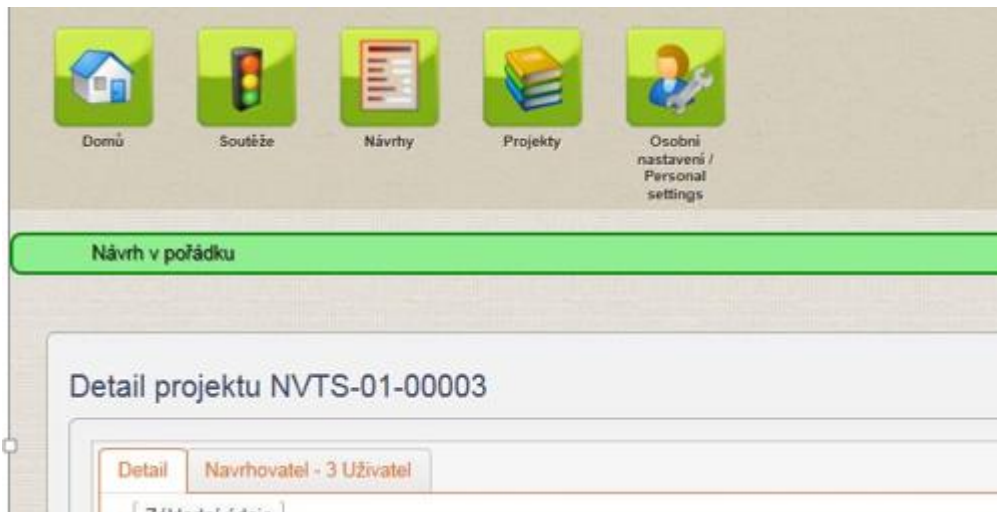 Domů
Soutěže
Návrhy
Projekty
Osobní
nastavení /
Personal
settings
Návrh v pořádku
Detail projektu NVTS-01-00003
Detail
Navrhovatel - 3 Uživatel